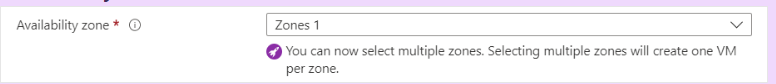 Availability zone *
Zones 1
You can now select multiple zones. Selecting multiple zones will create one VM
per zone.